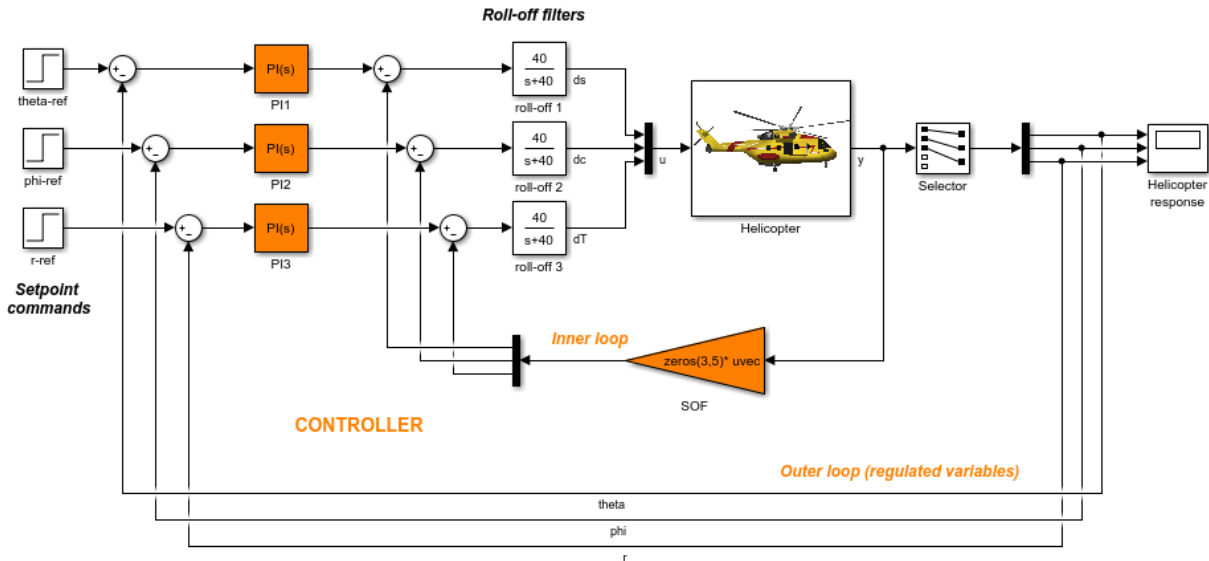 Roll-off filters
theta-ref
+
−
PI(s)
PI1
+
−
40
s+40
roll-off 1
ds
phi-ref
+
−
PI(s)
PI2
+
−
40
s+40
roll-off 2
dc
u
Helicopter
y
Selector
Helicopter
response
r-ref
+
−
PI(s)
PI3
+
−
40
s+40
roll-off 3
dT
Setpoint
commands
Inner loop
zeros(3,5)* uvec
SOF
CONTROLLER
Outer loop (regulated variables)
theta
phi
r